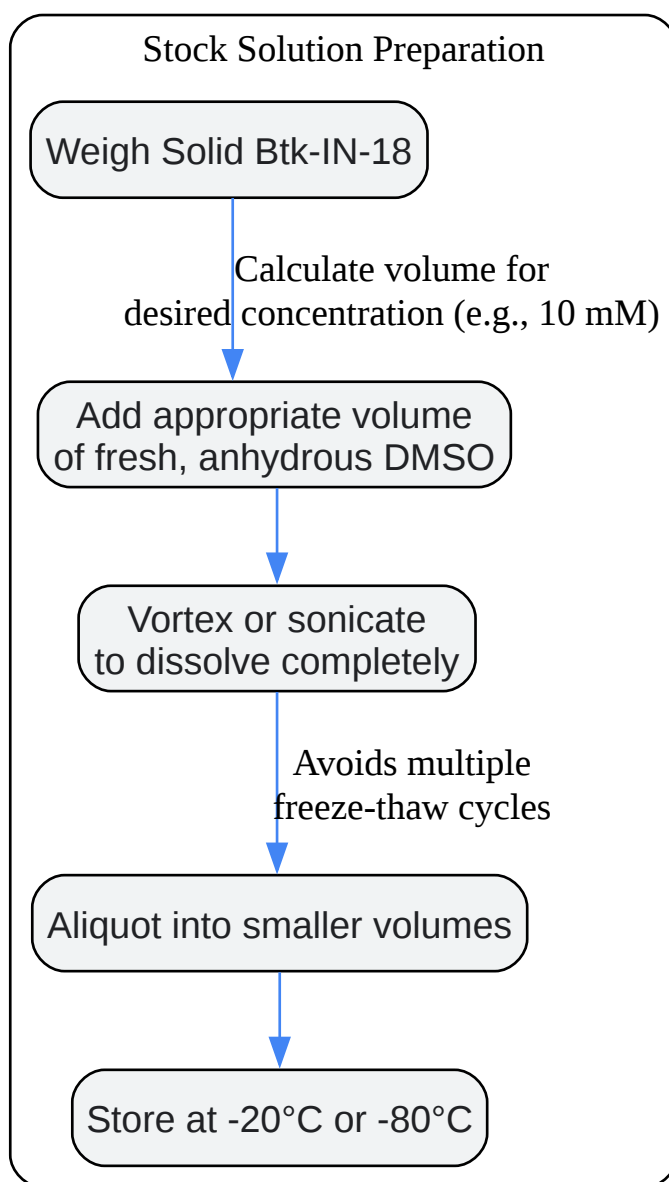 Stock Solution Preparation
Weigh Solid Btk-IN-18
Calculate volume for
desired concentration (e.g., 10 mM)
Add appropriate volume
of fresh, anhydrous DMSO
Vortex or sonicate
to dissolve completely
Avoids multiple
freeze-thaw cycles
Aliquot into smaller volumes
Store at -20°C or -80°C